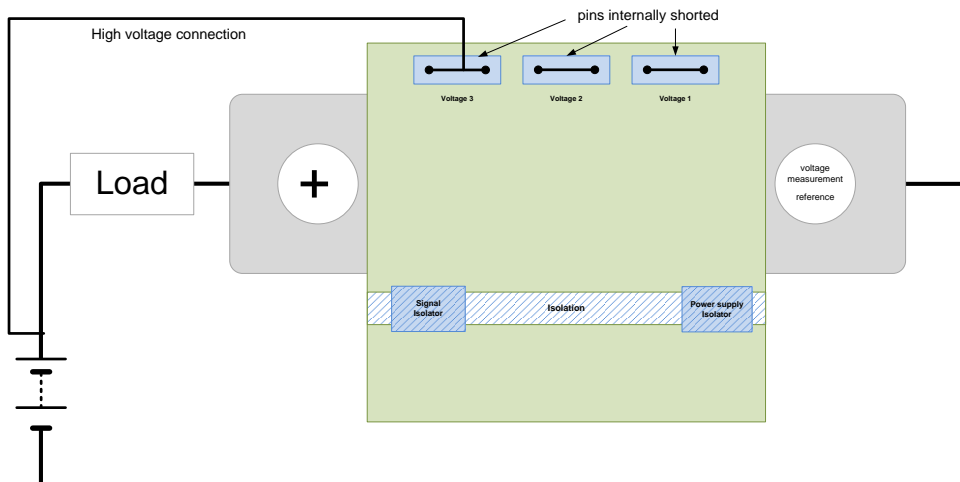 pins internally shorted
High voltage connection
Voltage 3
Voltage 2
Voltage 1
Load
+
voltage
measurement
reference
Signal
Isolator
Isolation
Power supply
Isolator